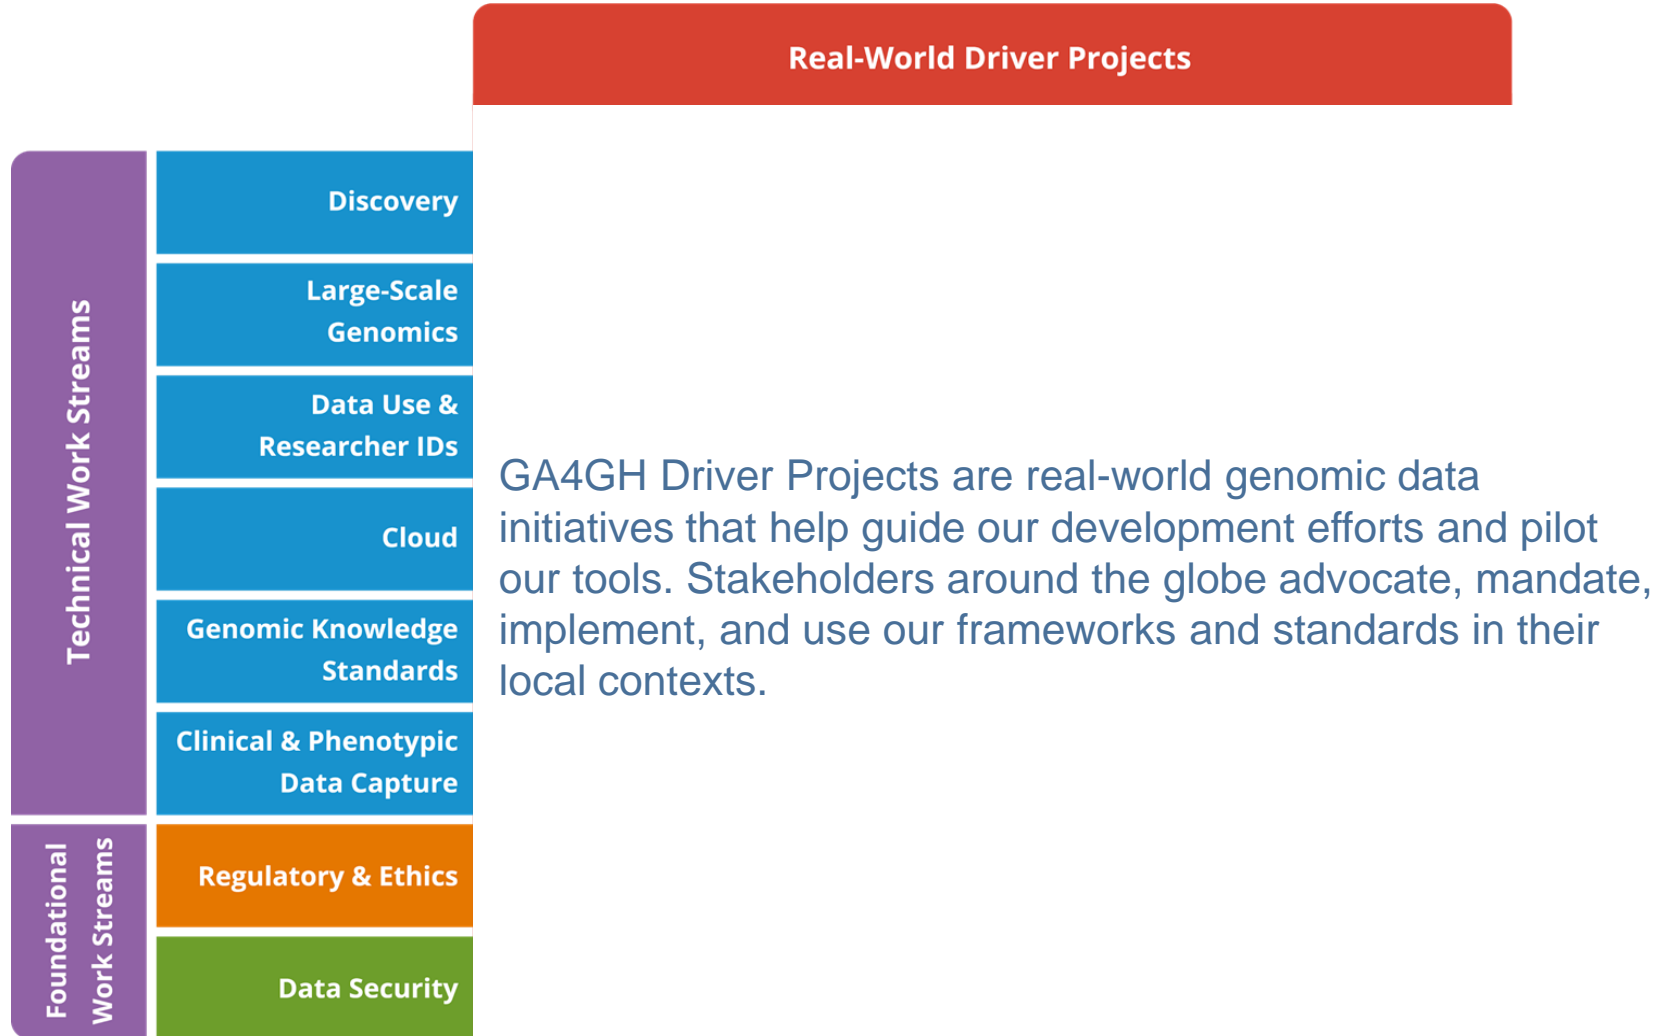 Real-World Driver Projects
Technical Work Streams
Discovery
Large-Scale
Genomics
Data Use &
Researcher IDs
Cloud
Genomic Knowledge
Standards
Clinical & Phenotypic
Data Capture
Foundational
Work Streams
Regulatory & Ethics
Data Security
GA4GH Driver Projects are real-world genomic data
initiatives that help guide our development efforts and pilot
our tools. Stakeholders around the globe advocate, mandate,
implement, and use our frameworks and standards in their
local contexts.